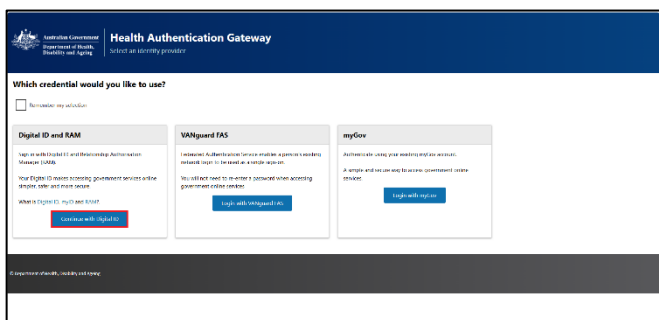 Australian Government
Department of Health,
Disability and Ageing
Health Authentication Gateway
Select an identity provider
Which credential would you like to use?
Remember my selection
Digital ID and RAM
Sign in with Digital ID and Relationship Authorisation
Manager (RAM).
Your Digital ID makes accessing government services online
simpler, safer and more secure
What is Digital ID, myID and RAM?
Continue with Digital ID
VANguard FAS
Federated Authentication Service enables a person's existing
network login to be used as a single sign-on.
You will not need to re-enter a password when accessing
government online services
Login with VANguard FAS
myGov
Authenticate using your existing myGov account.
A simple and secure way to access government online
services
Login with myGov
© Department of Health, Disability and Ageing